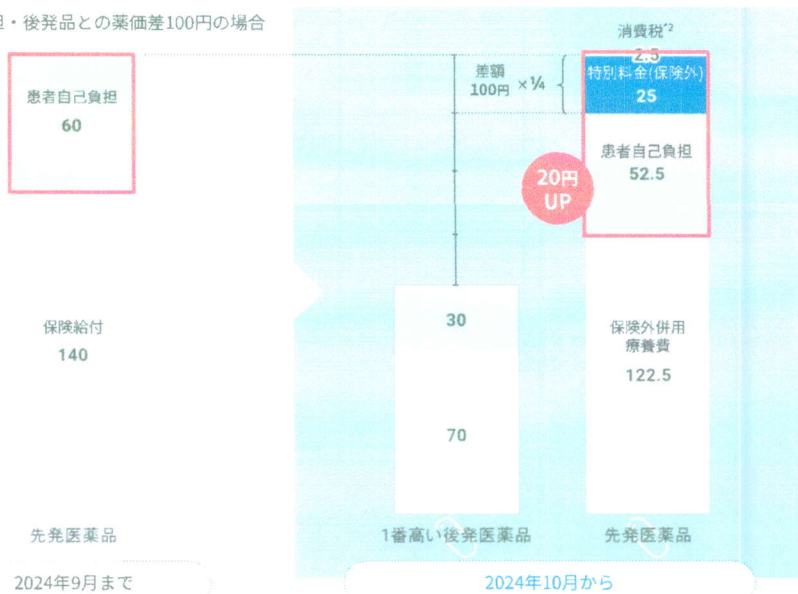 ・後発品との薬価差100円の場合
患者自己負担
60
保険給付
140
先発医薬品
2024年9月まで
差額
100円 ×¼
30
70
1番高い後発医薬品
消費税*2
2.5
特別料金(保険外)
25
患者自己負担
52.5
20円
UP
保険外併用
療養費
122.5
先発医薬品
2024年10月から